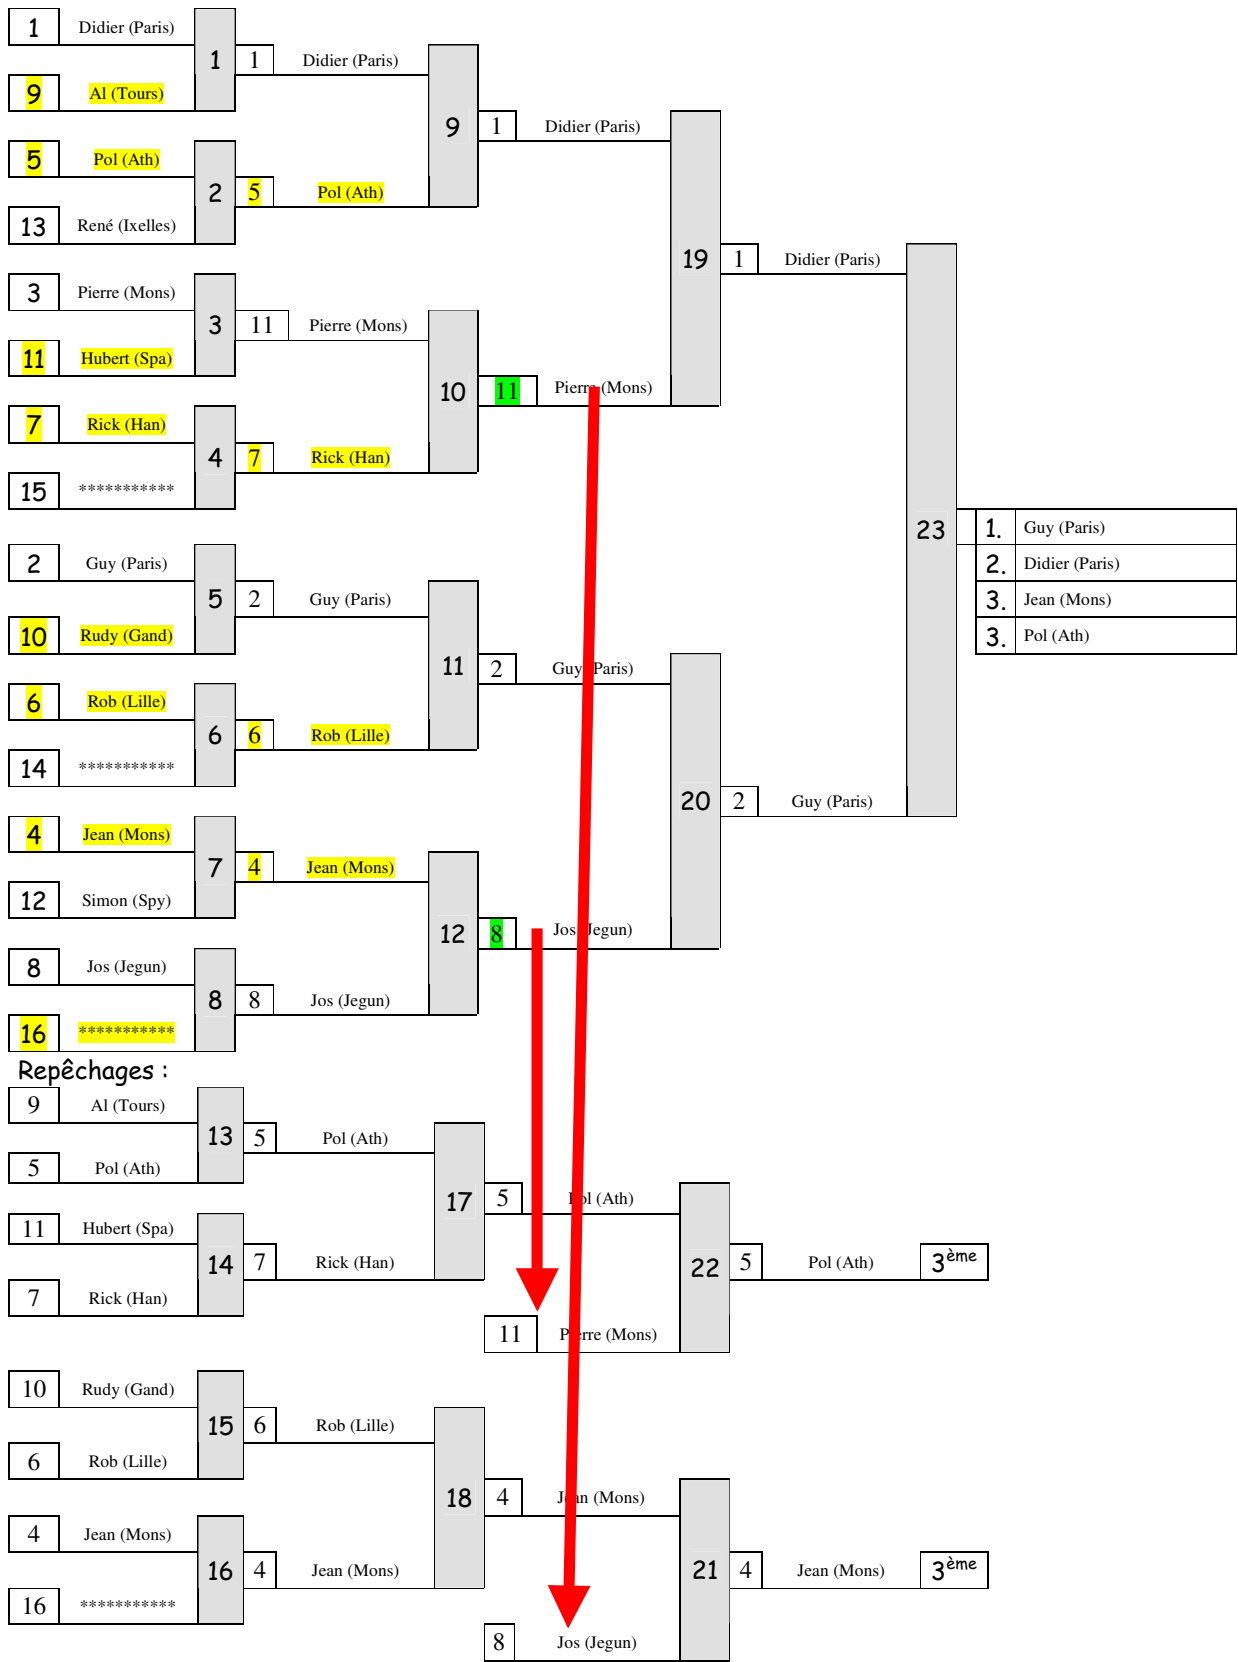 1 Didier (Paris)
1
1 Didier (Paris)
9 Al (Tours)
9
1 Didier (Paris)
5 Pol (Ath)
2
5 Pol (Ath)
13 René (Ixelles)
19
1 Didier (Paris)
3 Pierre (Mons)
3
11 Pierre (Mons)
11 Hubert (Spa)
10
11 Pierre (Mons)
7 Rick (Han)
4
7 Rick (Han)
15 ***********
23
1. Guy (Paris)
2. Didier (Paris)
3. Jean (Mons)
3. Pol (Ath)
2 Guy (Paris)
5
2 Guy (Paris)
10 Rudy (Gand)
11
2 Guy (Paris)
6 Rob (Lille)
6
6 Rob (Lille)
14 ***********
20
2 Guy (Paris)
4 Jean (Mons)
7
4 Jean (Mons)
12 Simon (Spy)
12
8 Jos (Jegun)
8 Jos (Jegun)
8
8 Jos (Jegun)
16 ***********
Repêchages :
9 Al (Tours)
13
5 Pol (Ath)
5 Pol (Ath)
17
5 Pol (Ath)
11 Hubert (Spa)
14
7 Rick (Han)
7 Rick (Han)
22
5 Pol (Ath)
3ème
11 Pierre (Mons)
10 Rudy (Gand)
15
6 Rob (Lille)
6 Rob (Lille)
18
4 Jean (Mons)
4 Jean (Mons)
16
4 Jean (Mons)
16 ***********
21
4 Jean (Mons)
3ème
8 Jos (Jegun)